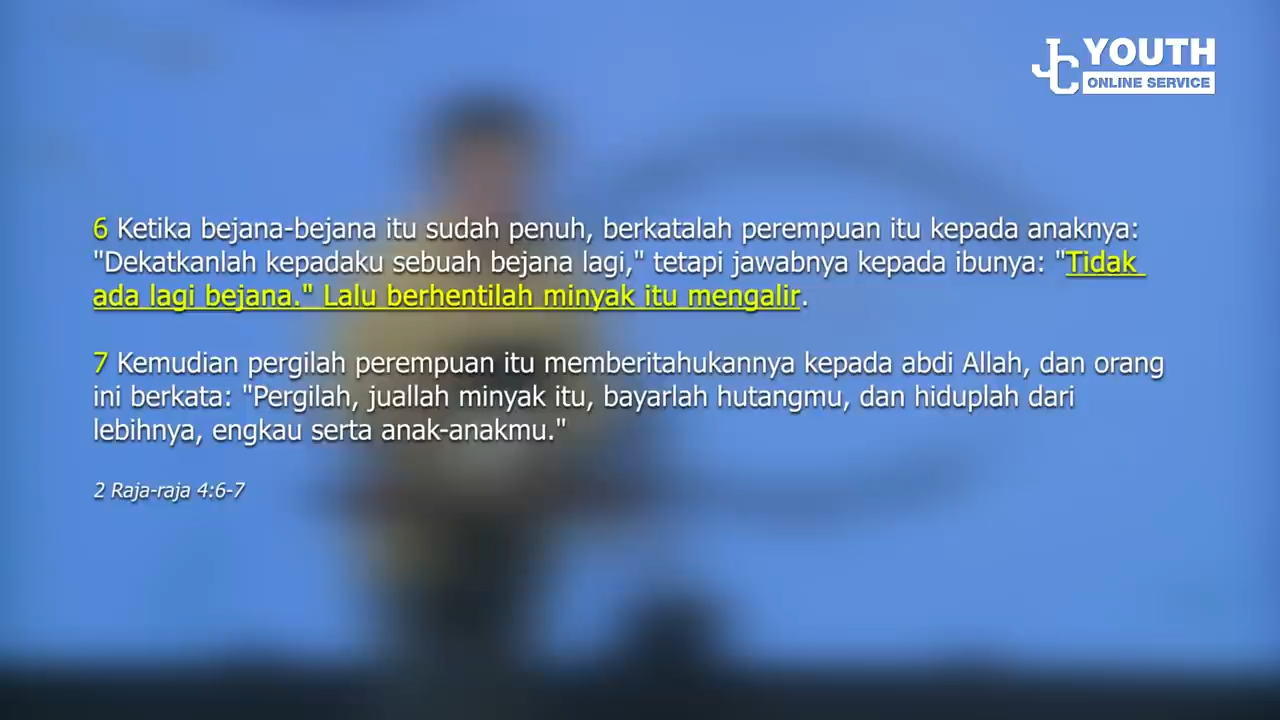 JC YOUTH
ONLINE SERVICE
6 Ketika bejana-bejana itu sudah penuh, berkatalah perempuan itu kepada anaknya:
"Dekatkanlah kepadaku sebuah bejana lagi," tetapi jawabnya kepada ibunya: "Tidak
ada lagi bejana." Lalu berhentilah minyak itu mengalir.
7 Kemudian pergilah perempuan itu memberitahukannya kepada abdi Allah, dan orang
ini berkata: "Pergilah, juallah minyak itu, bayarlah hutangmu, dan hiduplah dari
lebihnya, engkau serta anak-anakmu."
2 Raja-raja 4:6-7